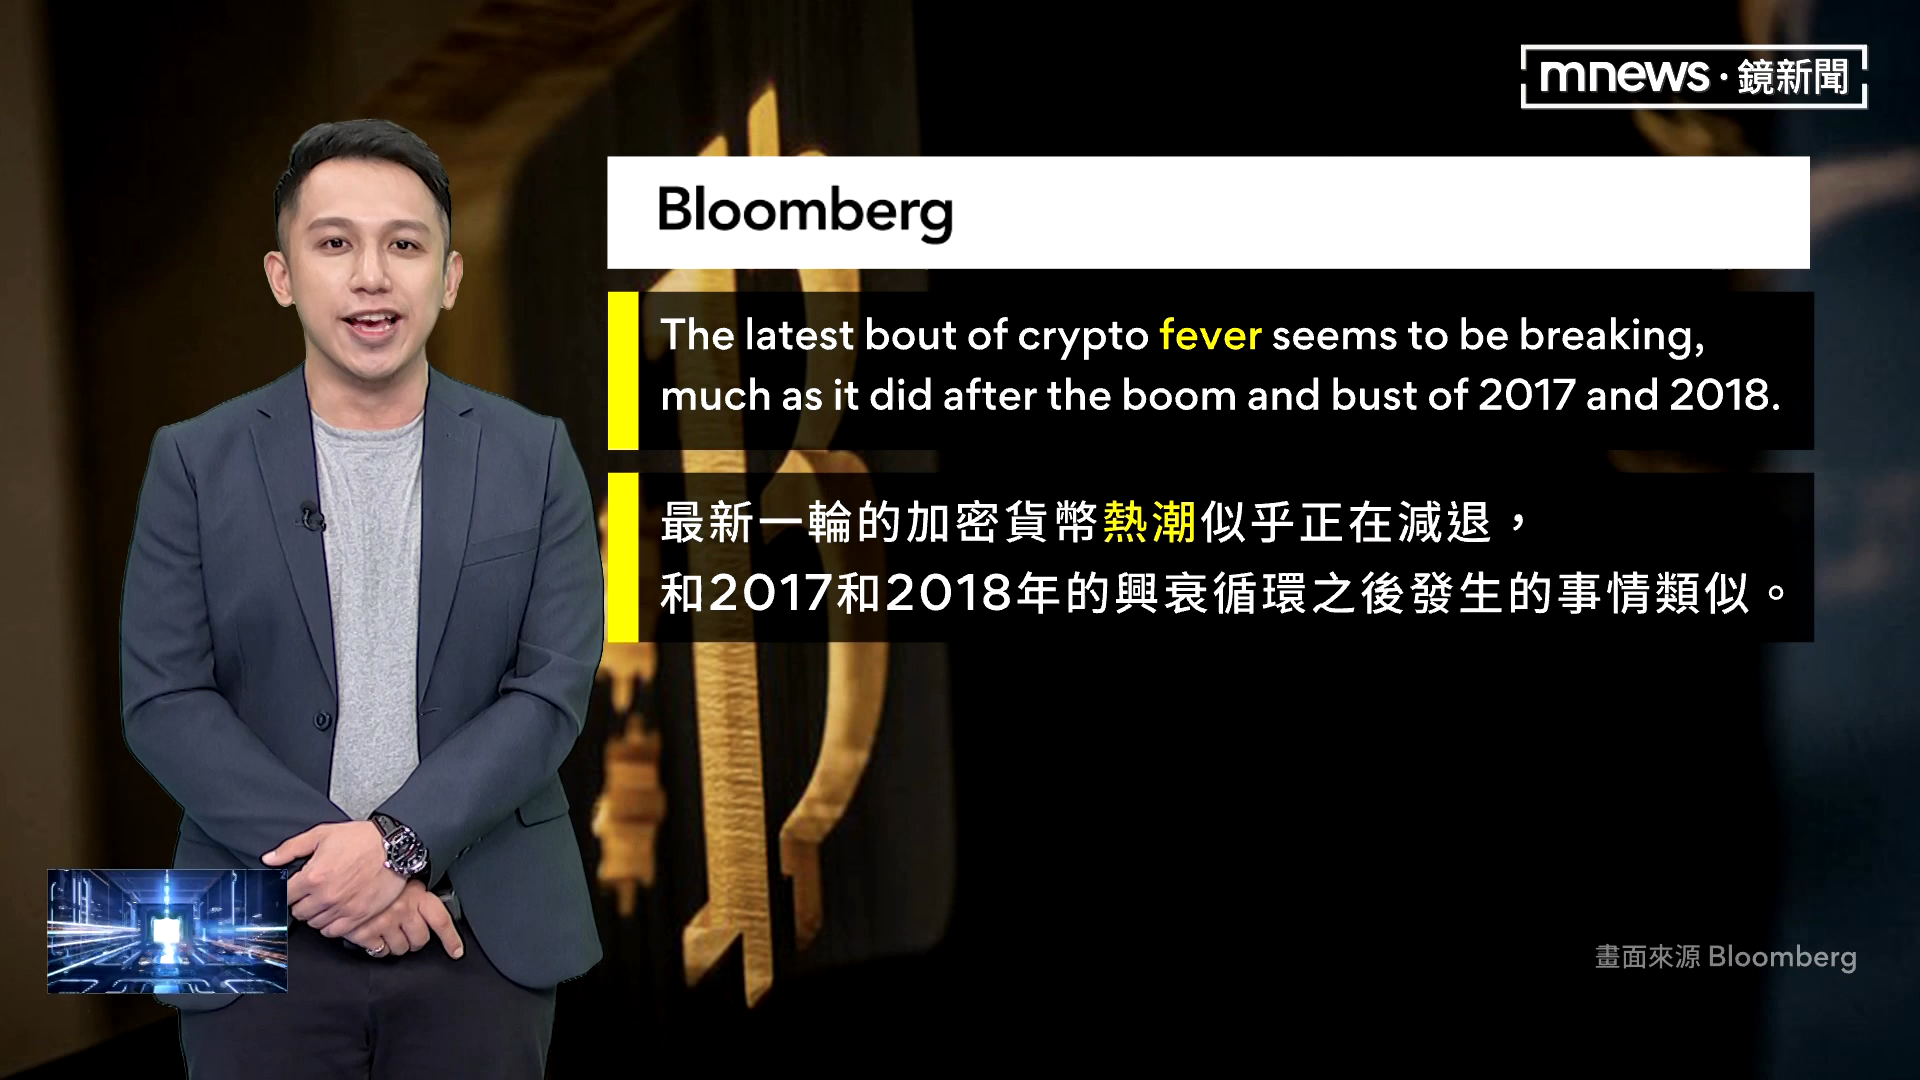 mnews·鏡新聞
Bloomberg
The latest bout of crypto fever seems to be breaking,
much as it did after the boom and bust of 2017 and 2018.
最新一輪的加密貨幣熱潮似乎正在減退，
和2017和2018年的興衰循環之後發生的事情類似。
畫面來源 Bloomberg